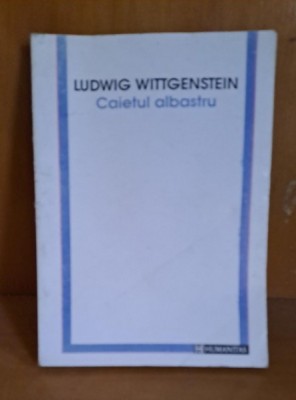 LUDWIG WITTGENSTEIN
Caietul albastru
HUMANITAS